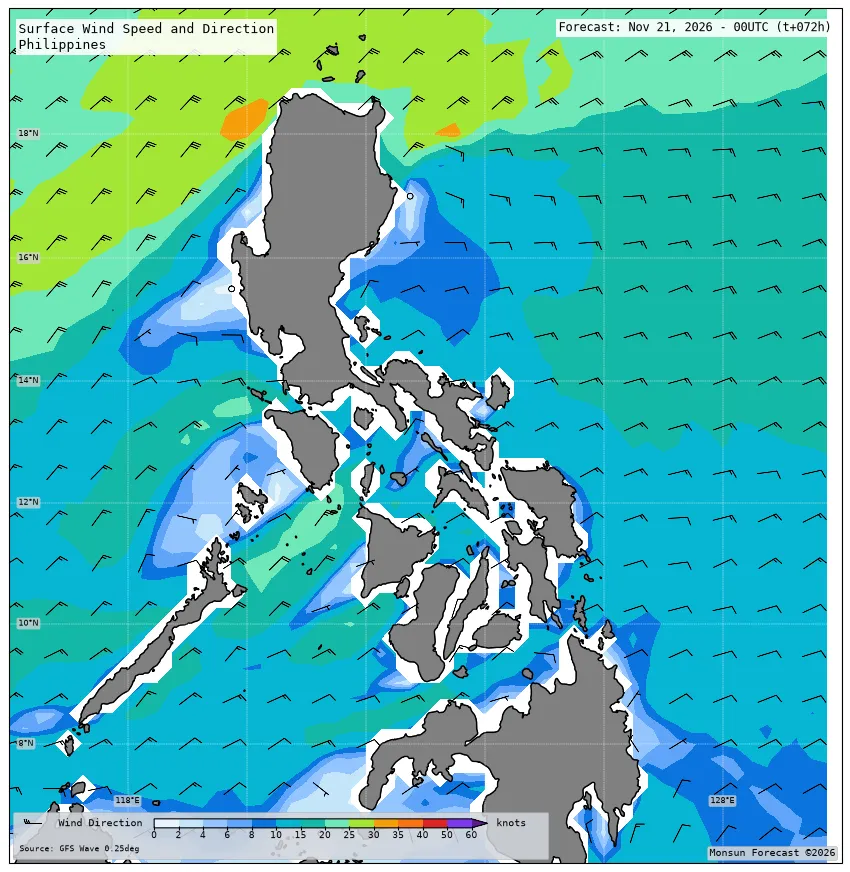 Surface Wind Speed and Direction
Philippines
Forecast: Nov 21, 2026 - 00UTC (t+072h)
18°N
16°N
14°N
12°N
10°N
8°N
118°E
128°E
Wind Direction
0 2 4 6 8 10 15 20 25 30 35 40 50 60
knots
Source: GFS Wave 0.25deg
Monsun Forecast ©2026